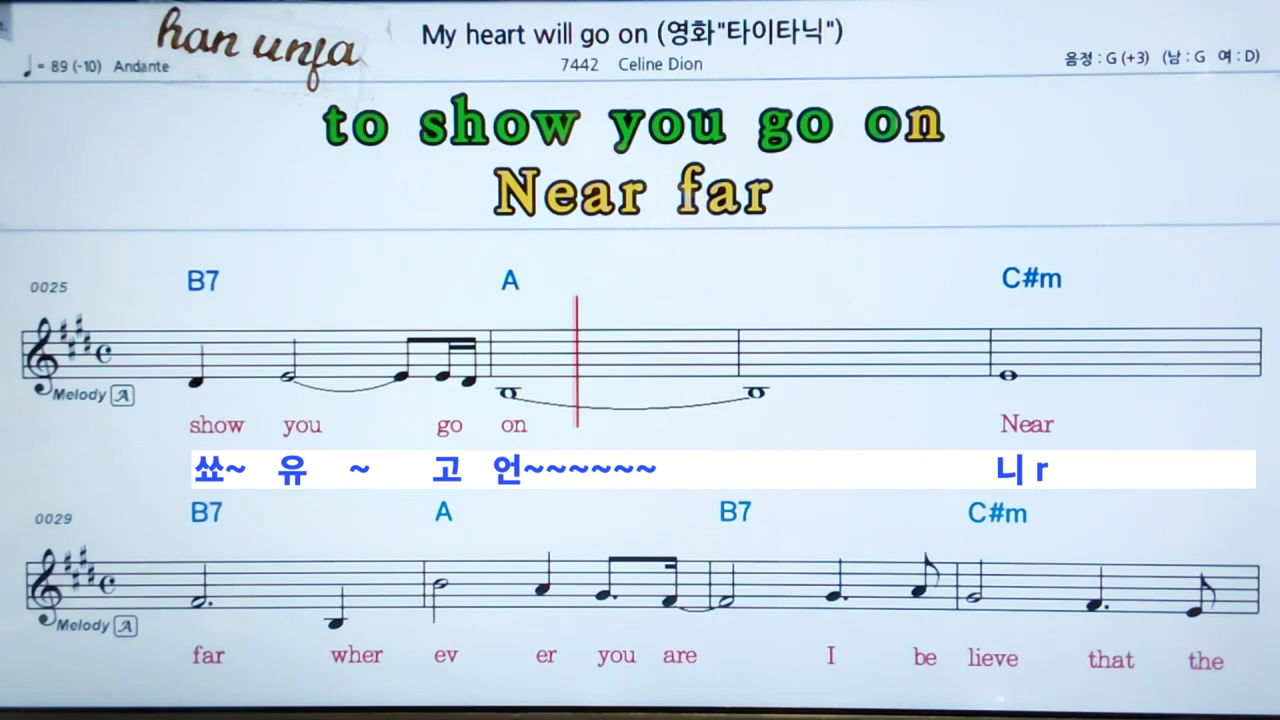 han unja
My heart will go on (영화"타이타닉")
♩ = 89 (-10) Andante
7442 Celine Dion
음정 : G (+3) (남 : G 여 : D)
to show you go on
Near far
0025 B7 A C#m
Melody A
show you go on Near
쑈~ 유 ~ 고 언~~~~~~ 니 r
0029 B7 A B7 C#m
Melody A
far wher ev er you are I be lieve that the